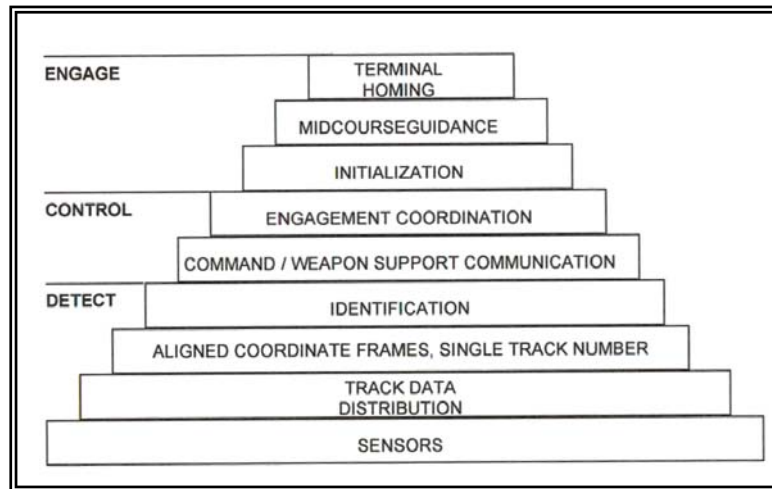 ENGAGE
TERMINAL
HOMING
MIDCOURSEGUIDANCE
INITIALIZATION
CONTROL
ENGAGEMENT COORDINATION
COMMAND / WEAPON SUPPORT COMMUNICATION
DETECT
IDENTIFICATION
ALIGNED COORDINATE FRAMES, SINGLE TRACK NUMBER
TRACK DATA
DISTRIBUTION
SENSORS